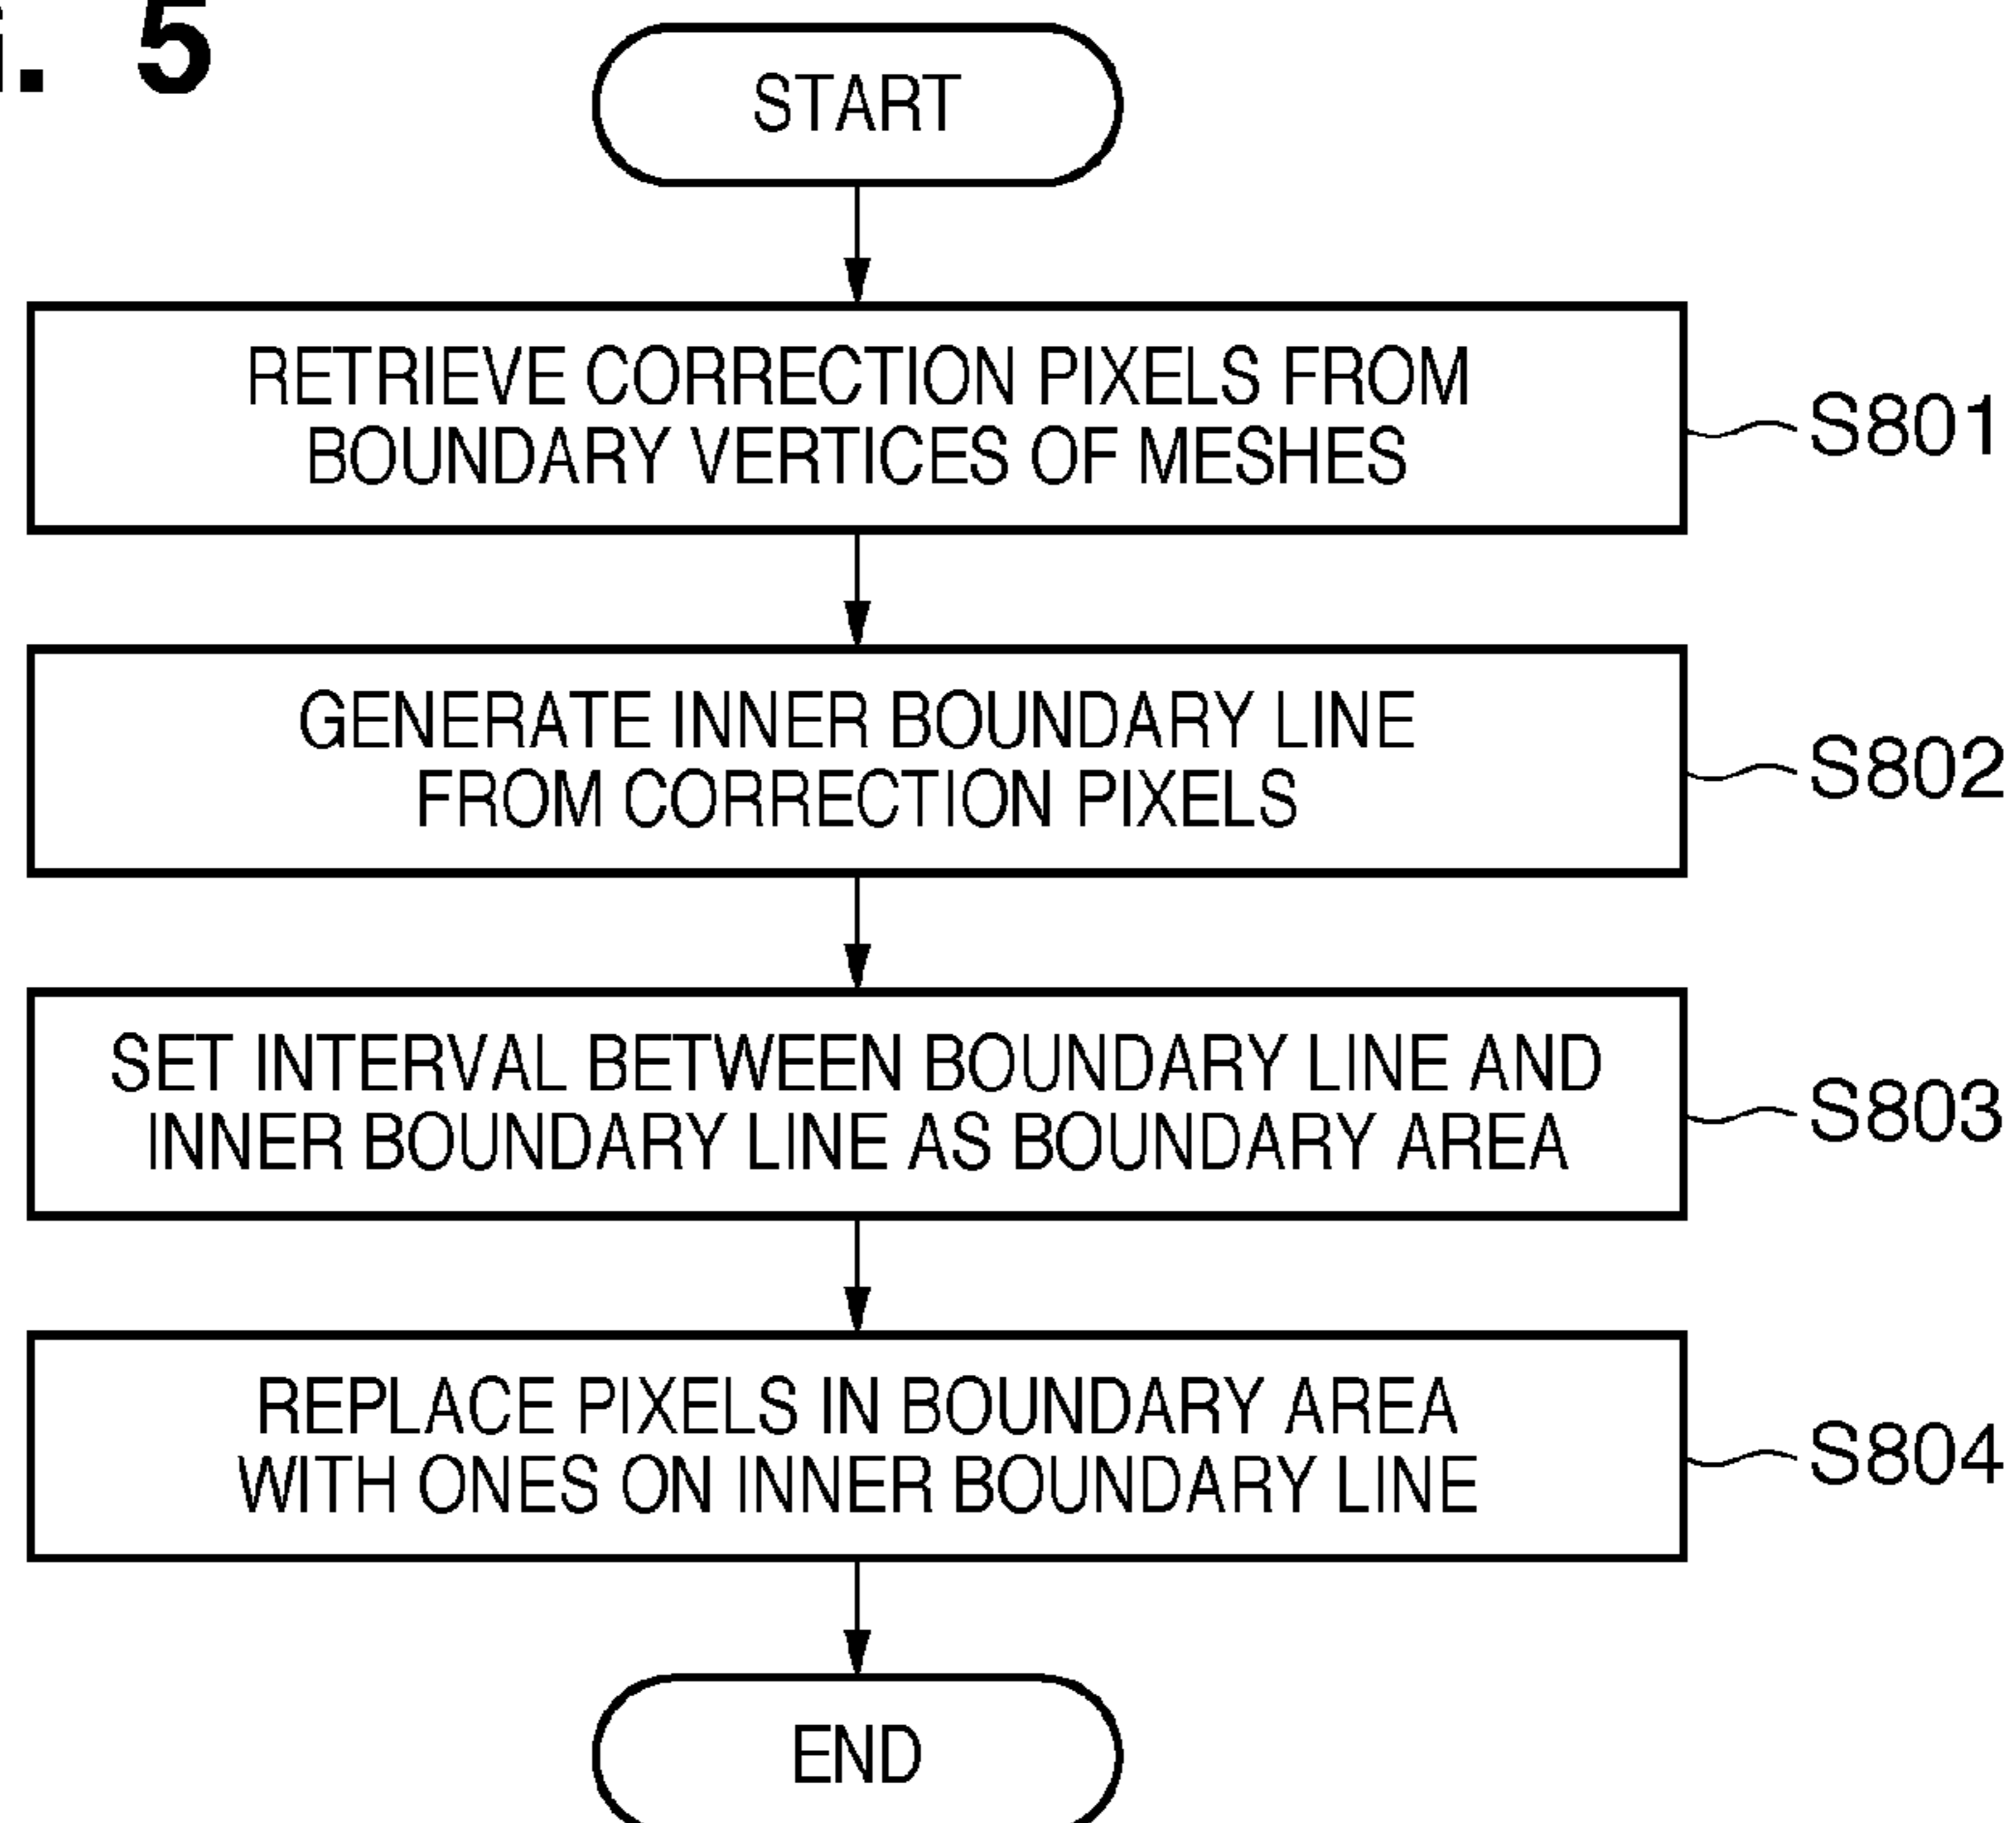 . 5
START
RETRIEVE CORRECTION PIXELS FROM
BOUNDARY VERTICES OF MESHES
S801
GENERATE INNER BOUNDARY LINE
FROM CORRECTION PIXELS
S802
SET INTERVAL BETWEEN BOUNDARY LINE AND
INNER BOUNDARY LINE AS BOUNDARY AREA
S803
REPLACE PIXELS IN BOUNDARY AREA
WITH ONES ON INNER BOUNDARY LINE
S804
END